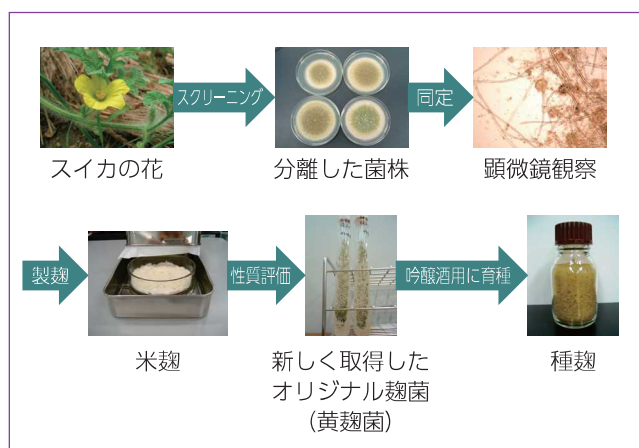 スクリーニング
同定
スイカの花
分離した菌株
顕微鏡観察
製麹
性質評価
吟醸酒用に育種
米麹
新しく取得した
オリジナル麹菌
（黄麹菌）
種麹